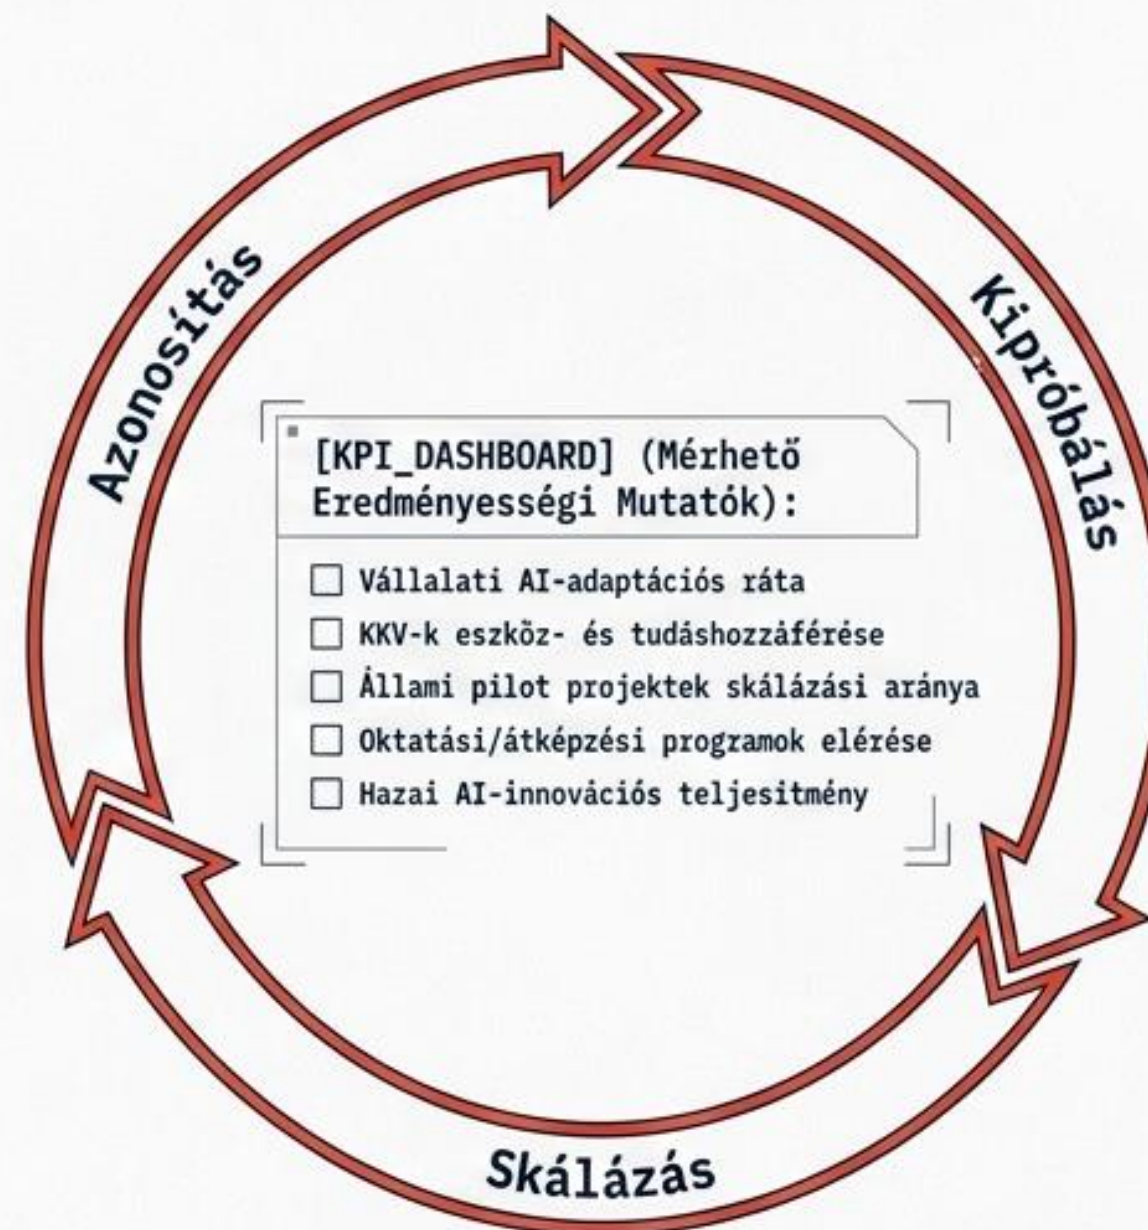 Azonosítás
Kipróbálás
[KPI_DASHBOARD] (Mérhető
Eredményességi Mutatók):
Vállalati AI-adaptációs ráta
KKV-k eszköz- és tudáshozzáférése
Állami pilot projektek skálázási aránya
Oktatási/átképzési programok elérése
Hazai AI-innovációs teljesitmény
Skálázás